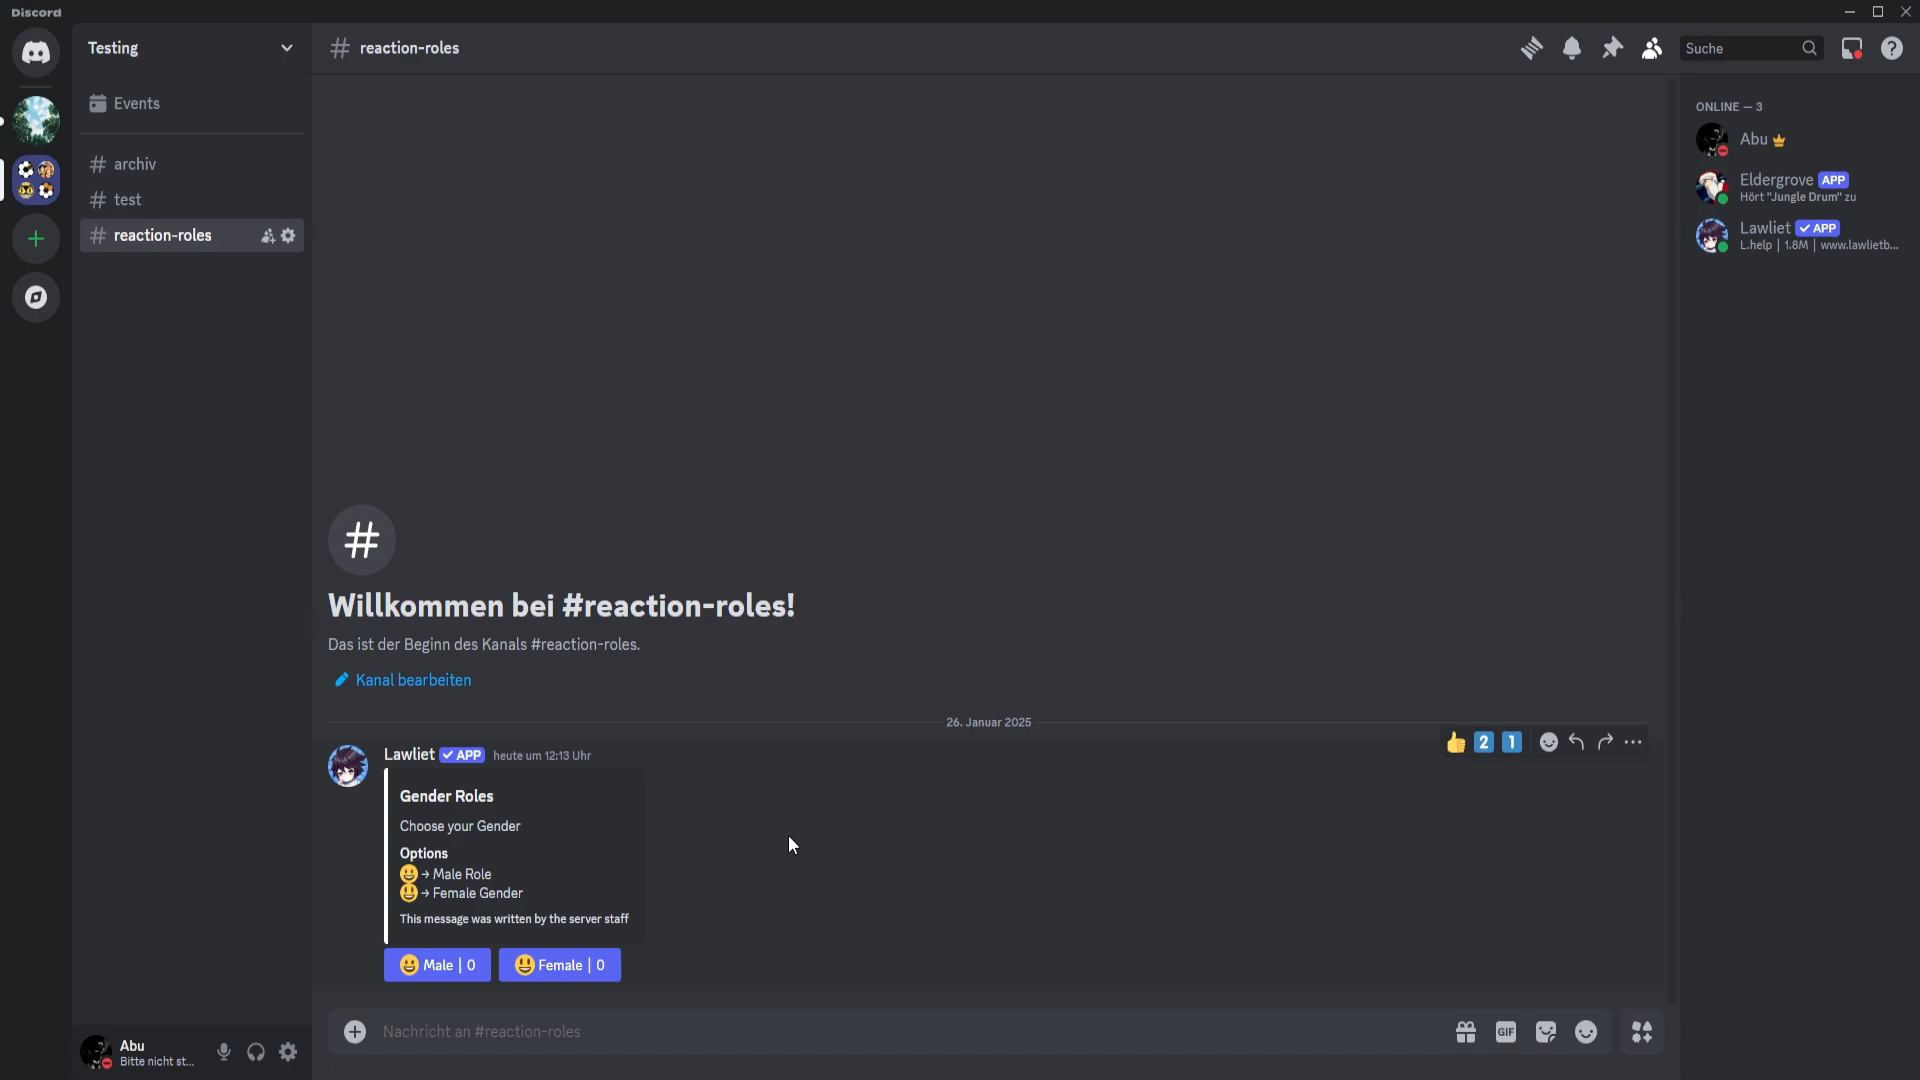 Discord
Testing
reaction-roles
Suche
Events
archiv
test
reaction-roles
Willkommen bei #reaction-roles!
Das ist der Beginn des Kanals #reaction-roles.
Kanal bearbeiten
26. Januar 2025
Lawliet APP heute um 12:13 Uhr
2 1
Gender Roles
Choose your Gender
Options
→ Male Role
→ Female Gender
This message was written by the server staff
Male | 0
Female | 0
Nachricht an #reaction-roles
GIF
Abu
Bitte nicht st...
ONLINE — 3
Abu
Eldergrove APP
Hört "Jungle Drum" zu
Lawliet APP
L.help | 1.8M | www.lawlietb...